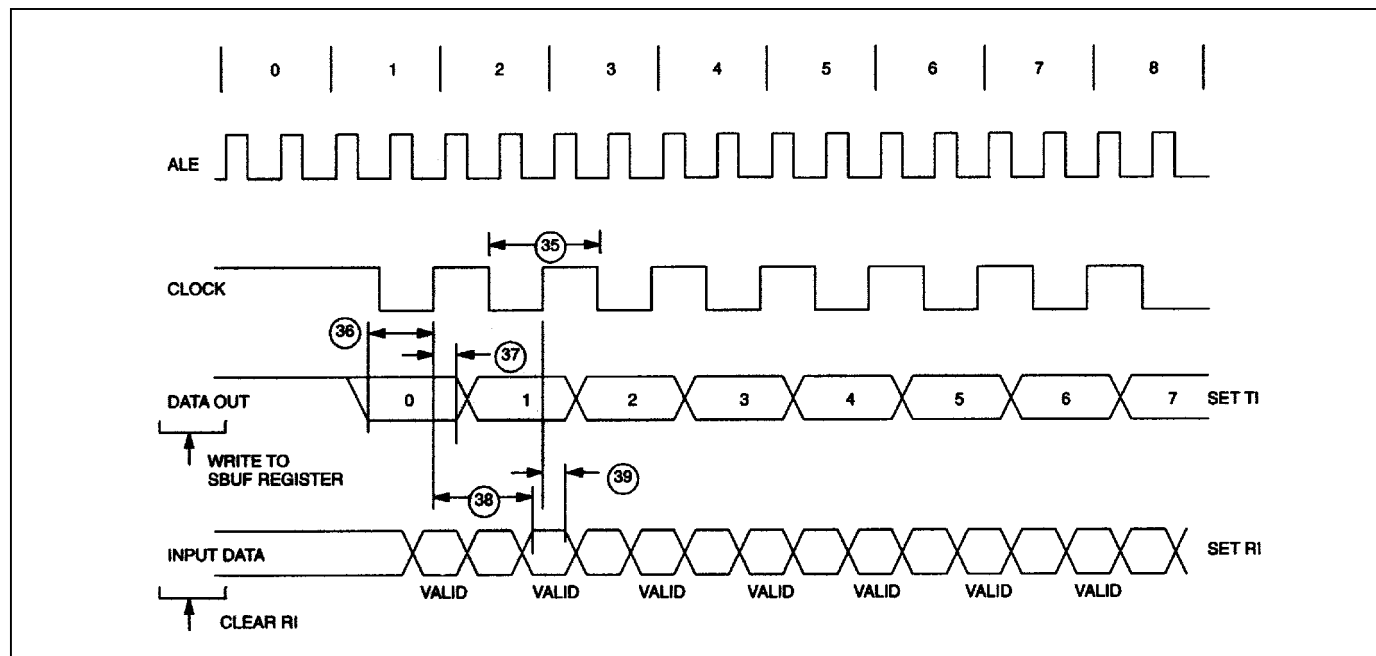 0 1 2 3 4 5 6 7 8
ALE
35
CLOCK
36
37
DATA OUT 0 1 2 3 4 5 6 7 SET TI
WRITE TO
SBUF REGISTER
39
38
INPUT DATA SET RI
VALID VALID VALID VALID VALID VALID VALID
CLEAR RI